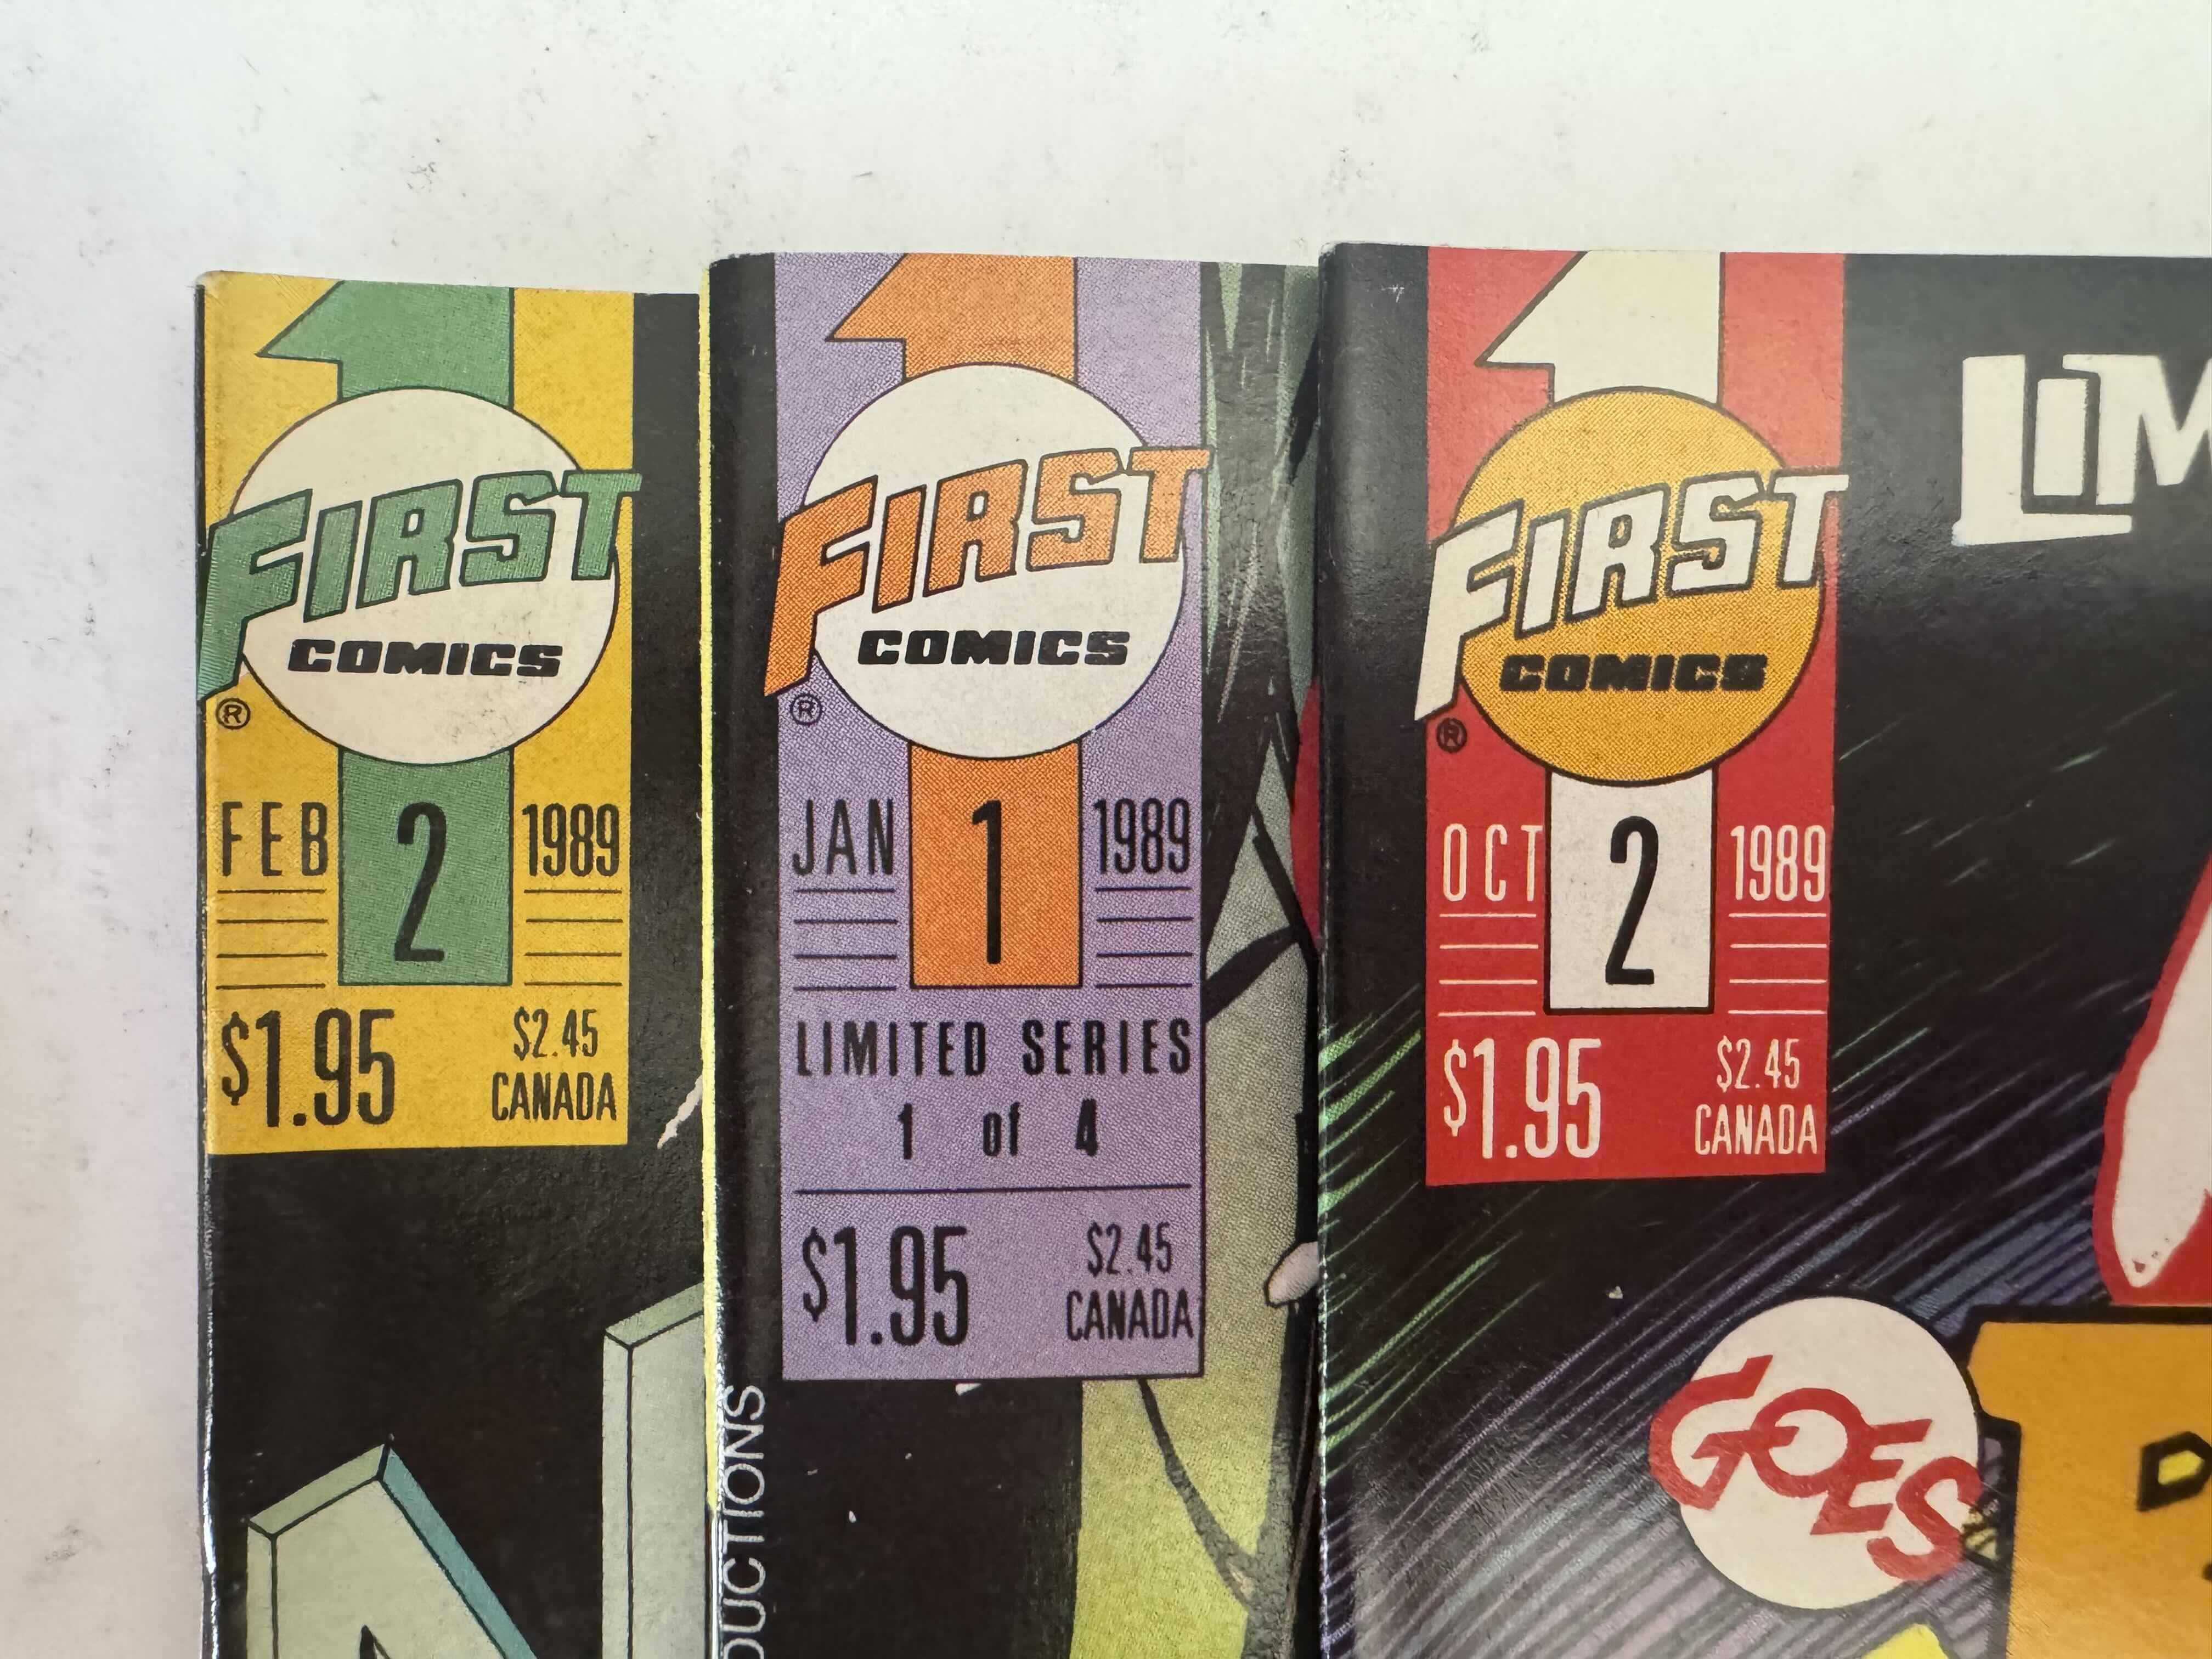 FIRST
COMICS
®
FEB 2 1989
$1.95 $2.45
CANADA
FIRST
COMICS
®
JAN 1 1989
LIMITED SERIES
1 of 4
$1.95 $2.45
CANADA
FIRST
COMICS
®
OCT 2 1989
$1.95 $2.45
CANADA
GOES